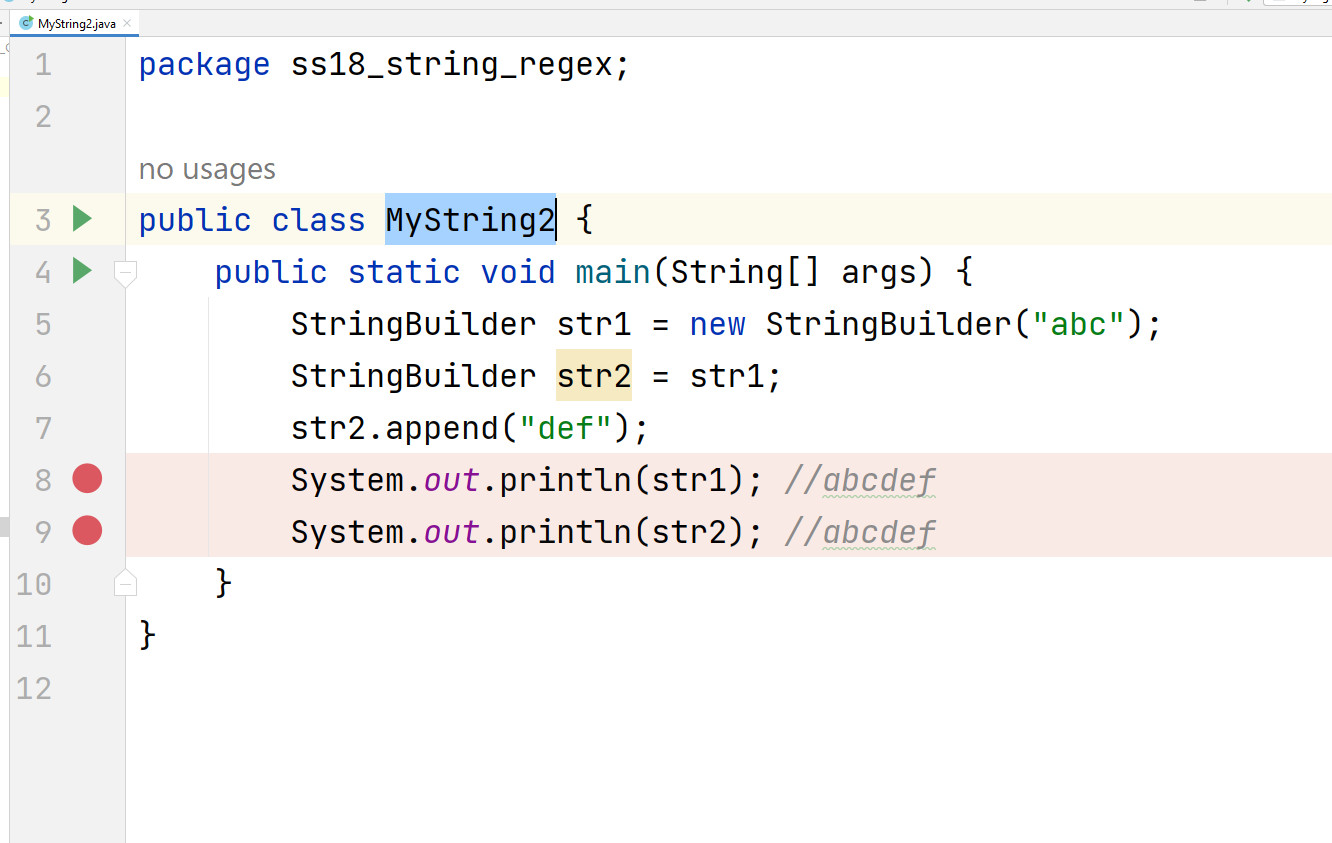 MyString2.java
1 package ss18_string_regex;
2
no usages
3 public class MyString2 {
4 public static void main(String[] args) {
5 StringBuilder str1 = new StringBuilder("abc");
6 StringBuilder str2 = str1;
7 str2.append("def");
8 System.out.println(str1); //abcdef
9 System.out.println(str2); //abcdef
10 }
11 }
12